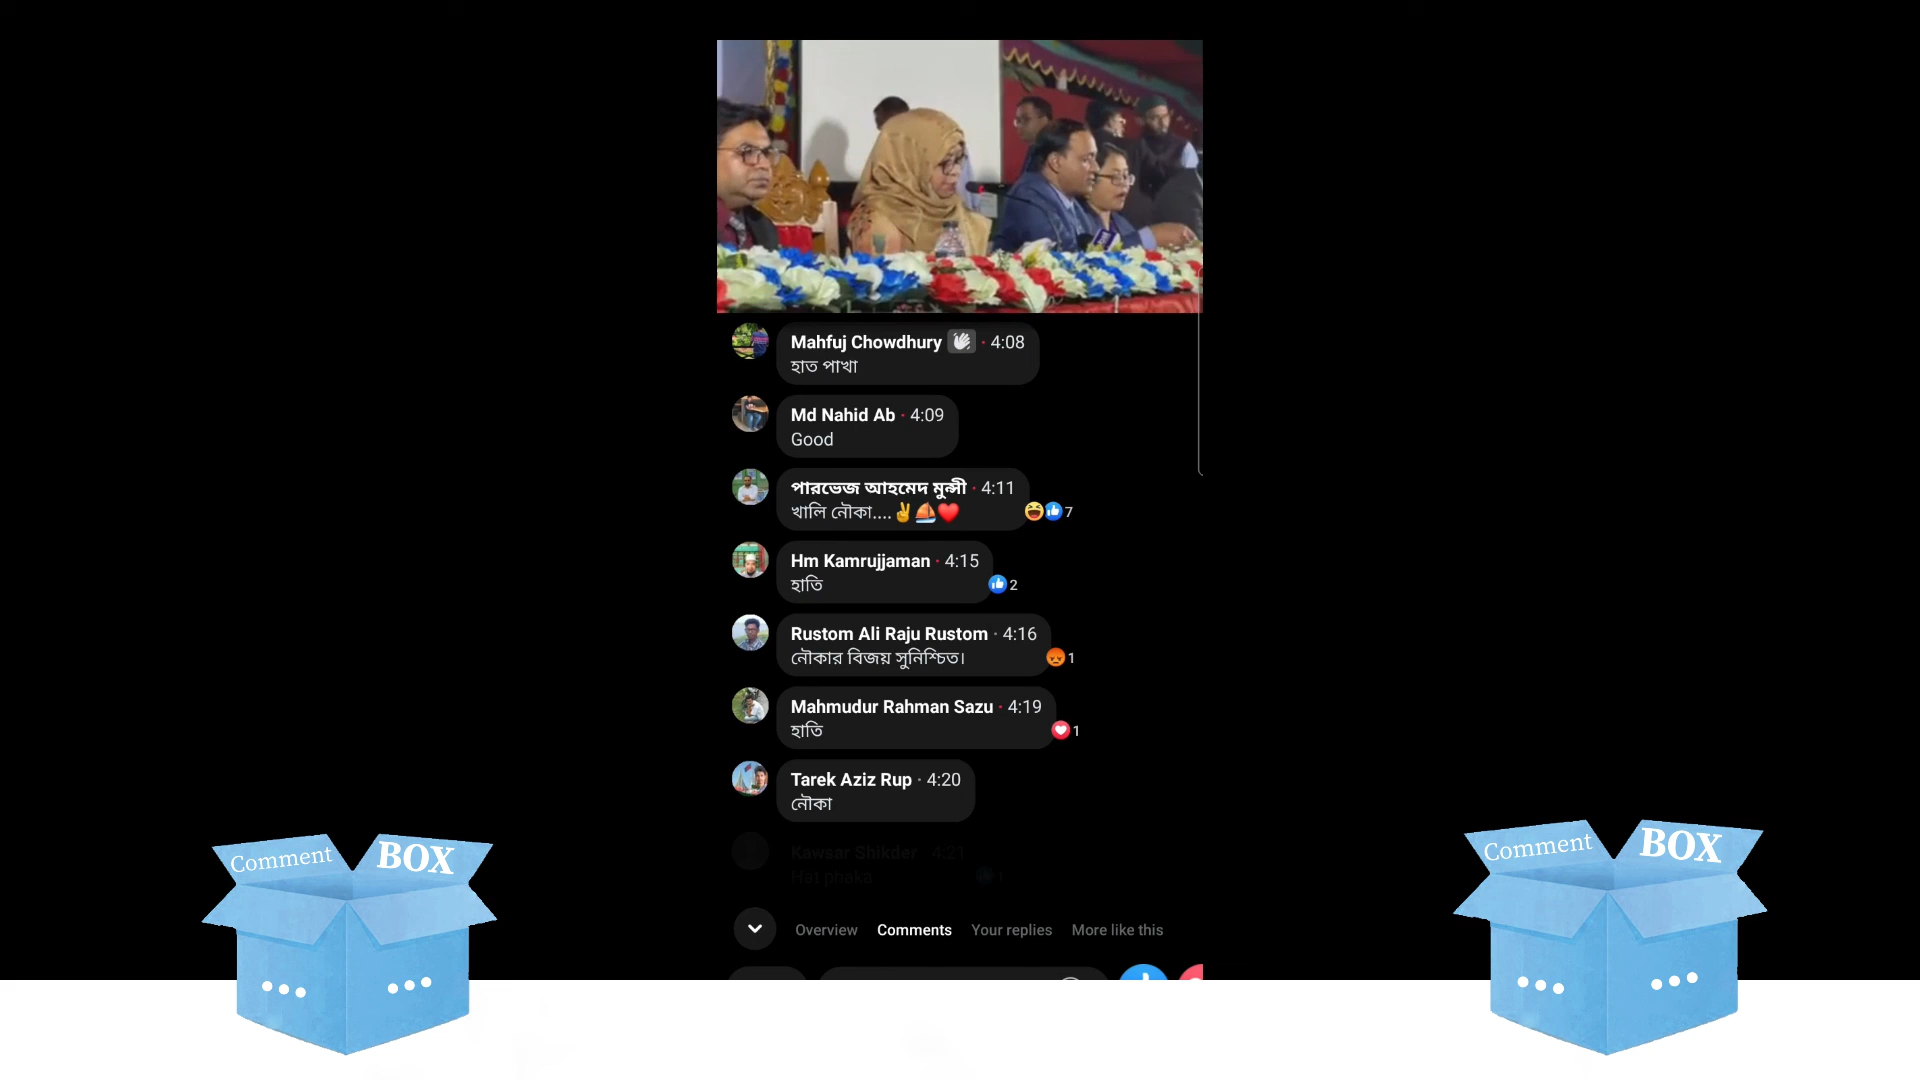 Mahfuj Chowdhury 👋 · 4:08
হাত পাখা
Md Nahid Ab · 4:09
Good
পারভেজ আহমেদ মুন্সী · 4:11
খালি নৌকা....✌⛵❤
7
Hm Kamrujjaman · 4:15
হাতি
2
Rustom Ali Raju Rustom · 4:16
নৌকার বিজয় সুনিশ্চিত।
1
Mahmudur Rahman Sazu · 4:19
হাতি
1
Tarek Aziz Rup · 4:20
নৌকা
Kawsar Shikder 4:21
Hat phaka
1
Overview Comments Your replies More like this
Comment BOX
Comment BOX